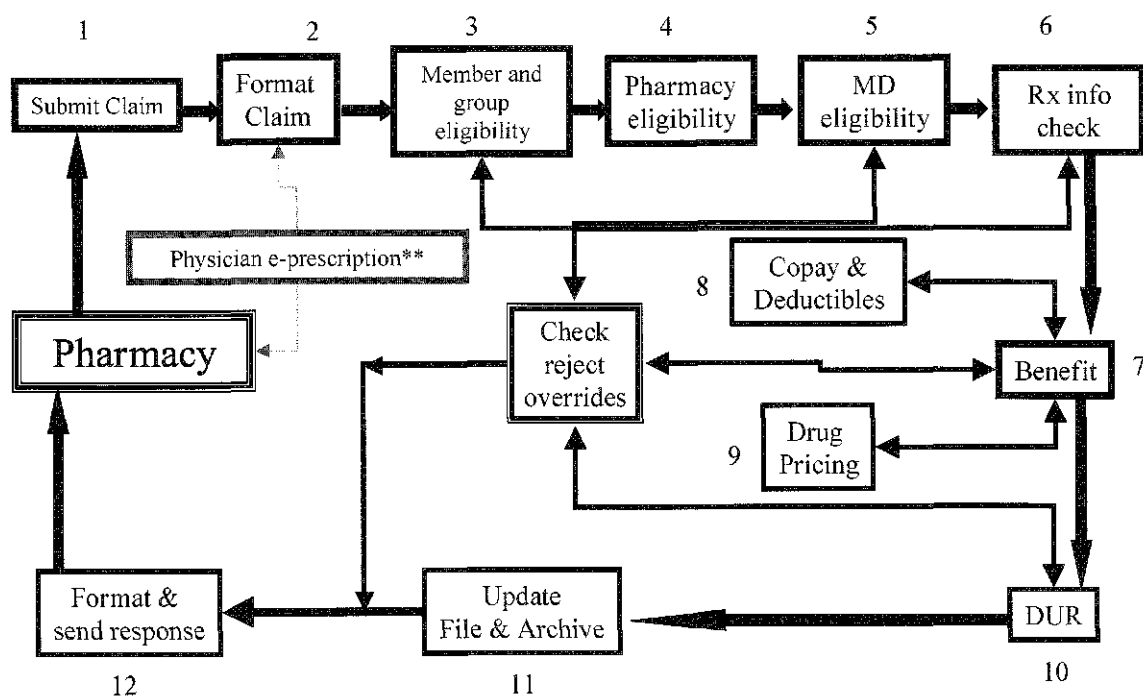 1
2
3
4
5
6
Submit Claim
Format
Claim
Member and
group
eligibility
Pharmacy
eligibility
MD
eligibility
Rx info
check
Physician e-prescription**
8
Copay &
Deductibles
Pharmacy
Check
reject
overrides
Benefit
7
9
Drug
Pricing
Format &
send response
Update
File & Archive
DUR
12
11
10